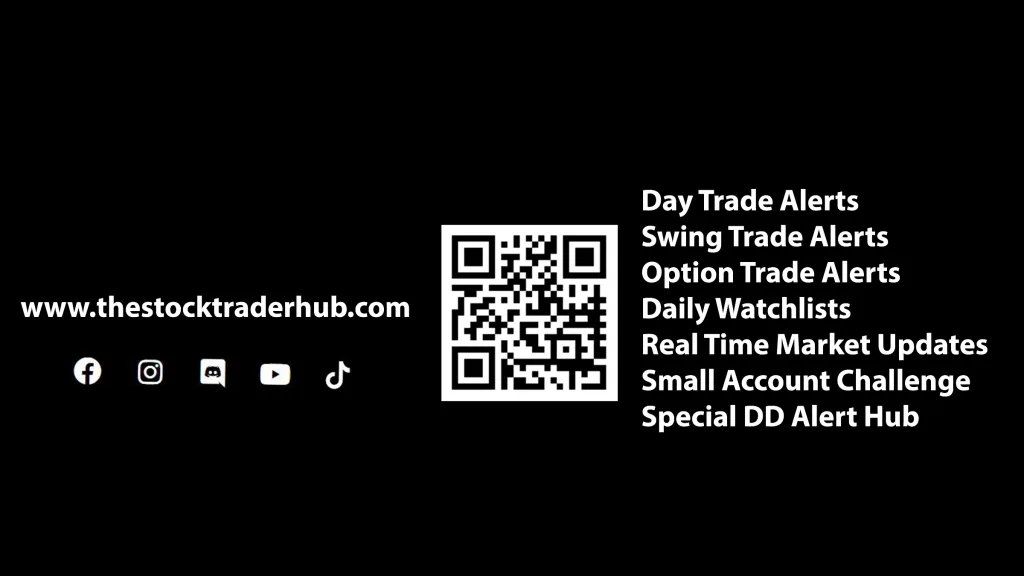 www.thestocktraderhub.com
Day Trade Alerts
Swing Trade Alerts
Option Trade Alerts
Daily Watchlists
Real Time Market Updates
Small Account Challenge
Special DD Alert Hub